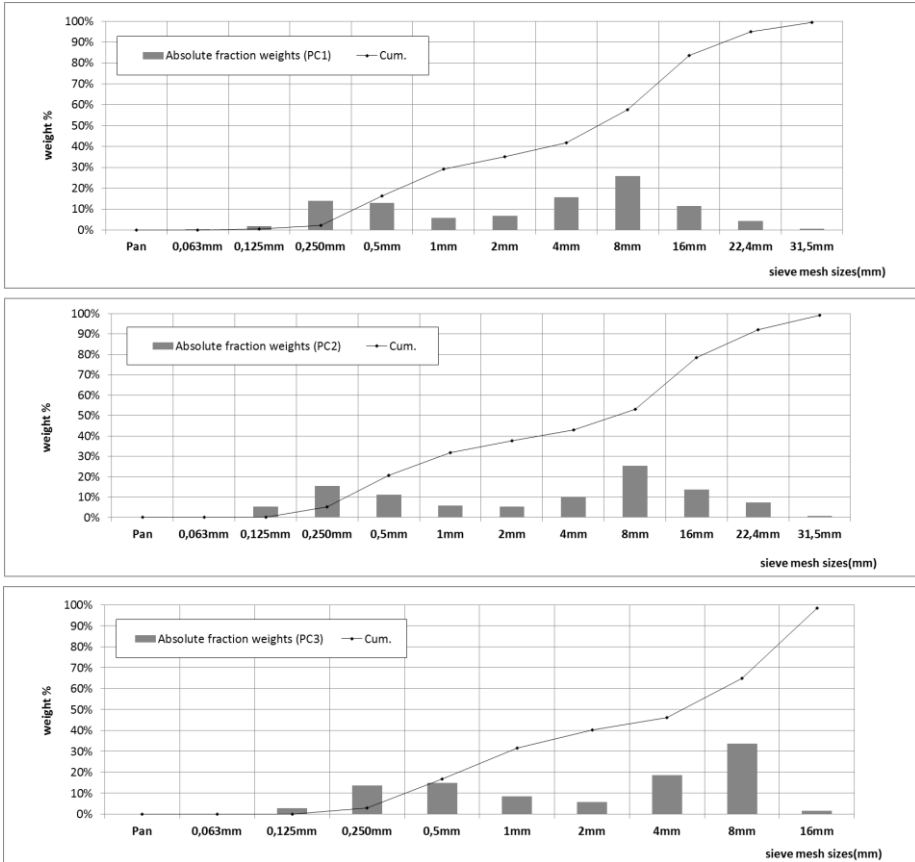 100%
90%
80%
70%
60%
50%
40%
30%
20%
10%
0%
weight %
Absolute fraction weights (PC1) Cum.
Pan 0,063mm 0,125mm 0,250mm 0,5mm 1mm 2mm 4mm 8mm 16mm 22,4mm 31,5mm
sieve mesh sizes(mm)
100%
90%
80%
70%
60%
50%
40%
30%
20%
10%
0%
weight %
Absolute fraction weights (PC2) Cum.
Pan 0,063mm 0,125mm 0,250mm 0,5mm 1mm 2mm 4mm 8mm 16mm 22,4mm 31,5mm
sieve mesh sizes(mm)
100%
90%
80%
70%
60%
50%
40%
30%
20%
10%
0%
weight %
Absolute fraction weights (PC3) Cum.
Pan 0,063mm 0,125mm 0,250mm 0,5mm 1mm 2mm 4mm 8mm 16mm
sieve mesh sizes(mm)